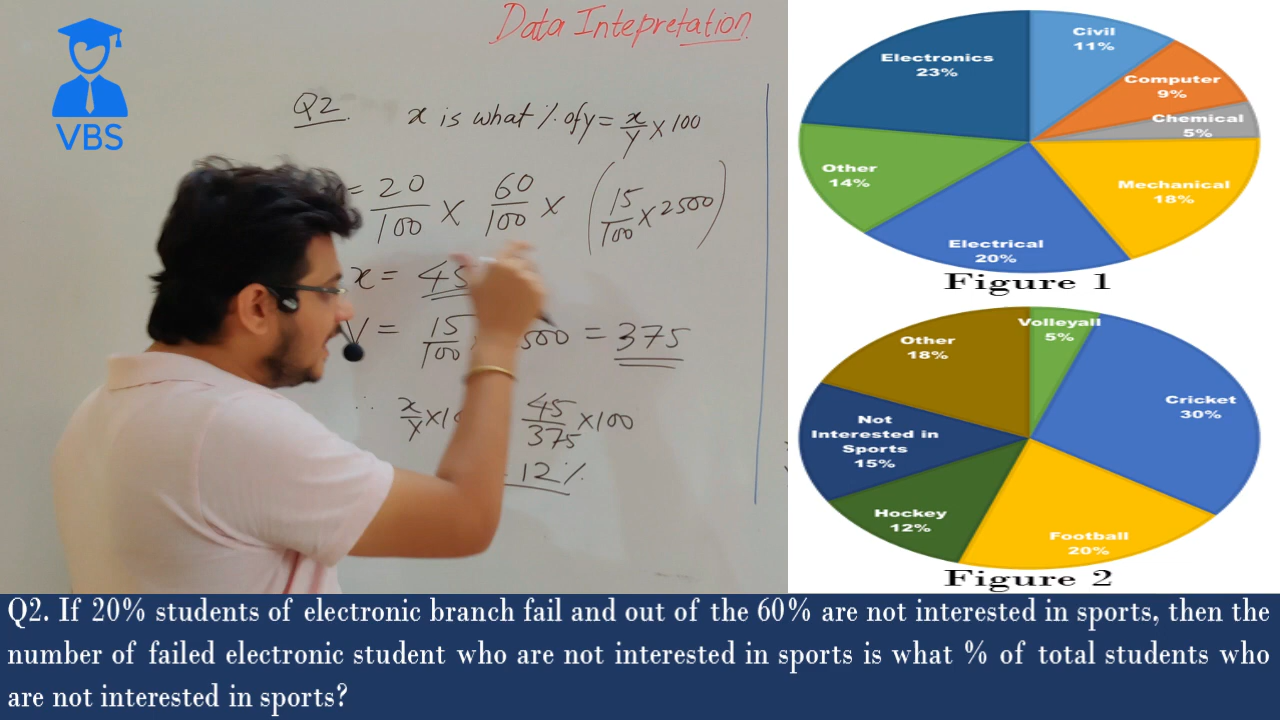 Data Intepretation
VBS
Q2. x is what % of y = x/y × 100
= 20/100 × 60/100 × (15/100 × 2500)
x = 45
= 15/100 500 = 375
∴ x/y × 1 45/375 × 100
12%
Civil
11%
Computer
9%
Chemical
5%
Mechanical
18%
Electrical
20%
Other
14%
Electronics
23%
Figure 1
Volleyall
5%
Cricket
30%
Football
20%
Hockey
12%
Not
Interested in
Sports
15%
Other
18%
Figure 2
Q2. If 20% students of electronic branch fail and out of the 60% are not interested in sports, then the
number of failed electronic student who are not interested in sports is what % of total students who
are not interested in sports?